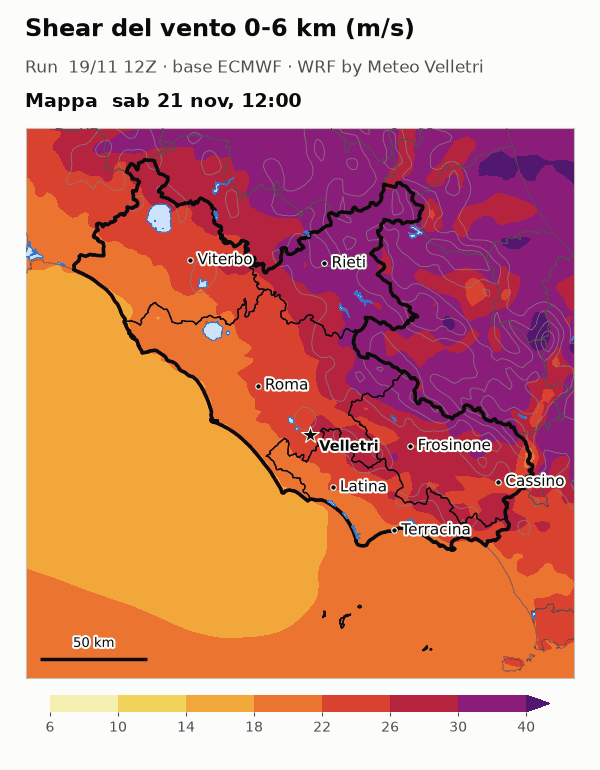 Shear del vento 0-6 km (m/s)
Run 19/11 12Z · base ECMWF · WRF by Meteo Velletri
Mappa sab 21 nov, 12:00
Viterbo
Rieti
Roma
Velletri
Frosinone
Latina
Cassino
Terracina
50 km
6 10 14 18 22 26 30 40